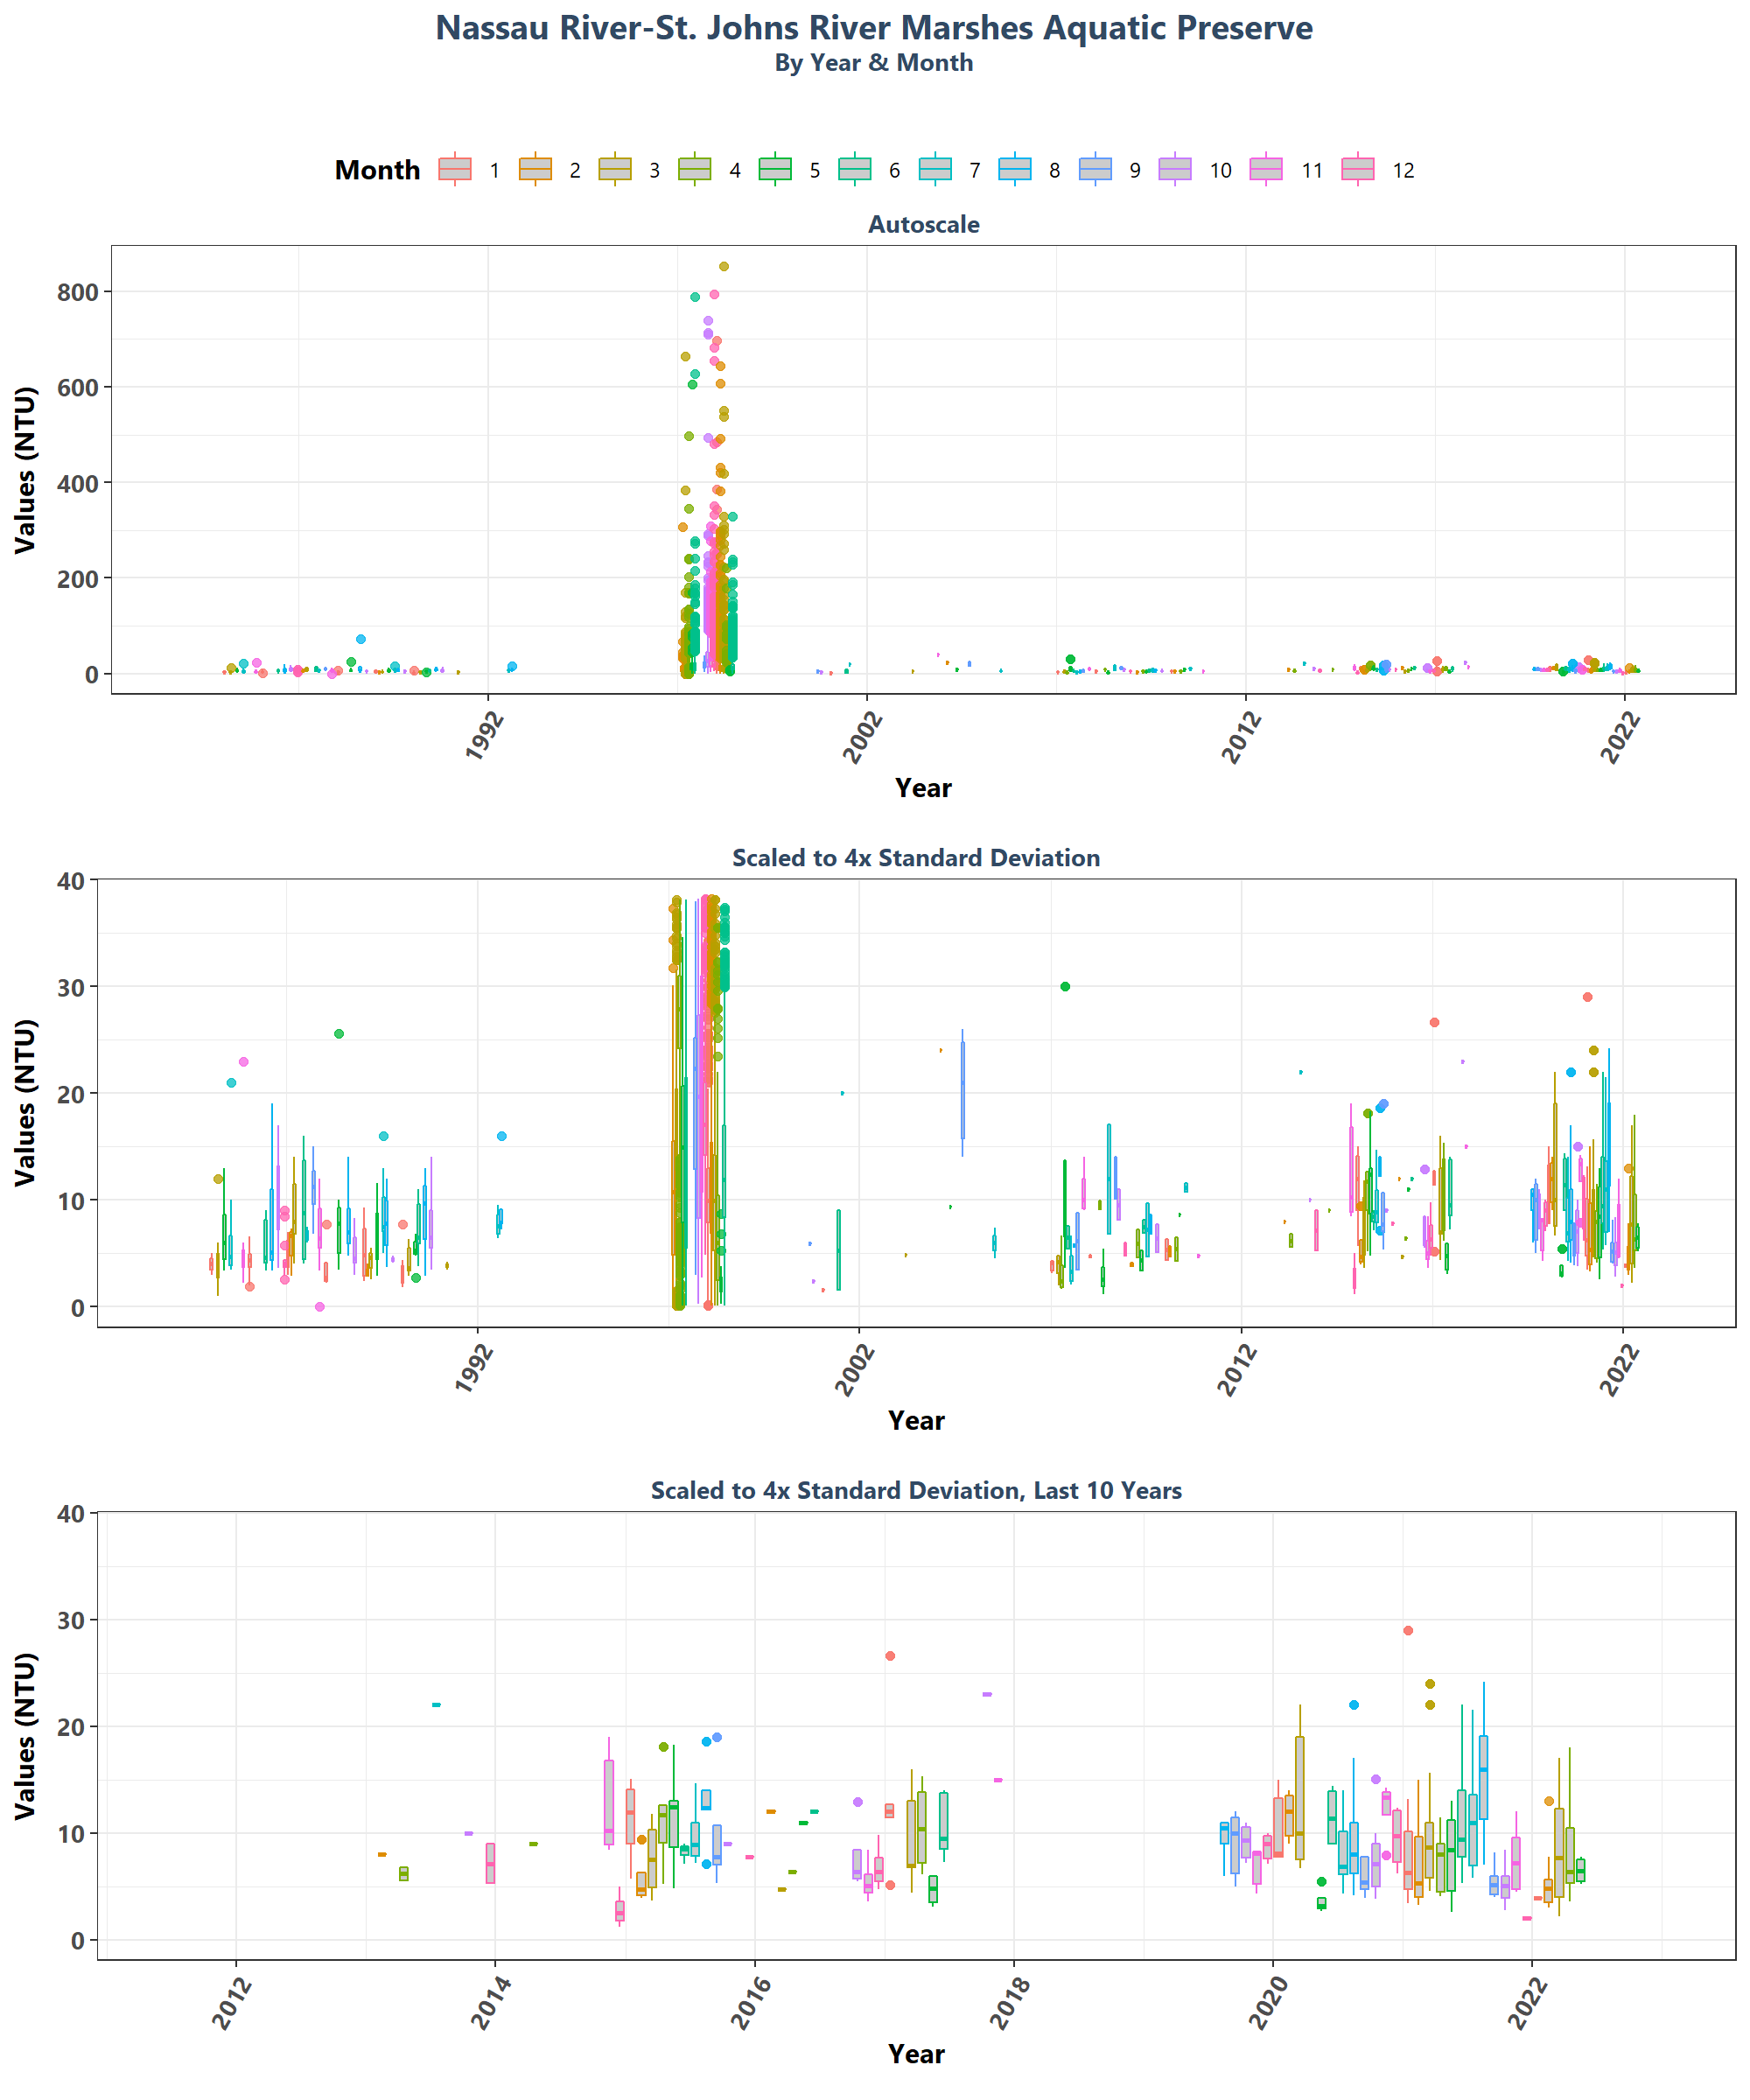 Nassau River-St. Johns River Marshes Aquatic Preserve
By Year & Month
Month 1 2 3 4 5 6 7 8 9 10 11 12
Autoscale
Values (NTU)
800
600
400
200
0
1992 2002 2012 2022
Year
Scaled to 4x Standard Deviation
Values (NTU)
40
30
20
10
0
1992 2002 2012 2022
Year
Scaled to 4x Standard Deviation, Last 10 Years
Values (NTU)
40
30
20
10
0
2012 2014 2016 2018 2020 2022
Year